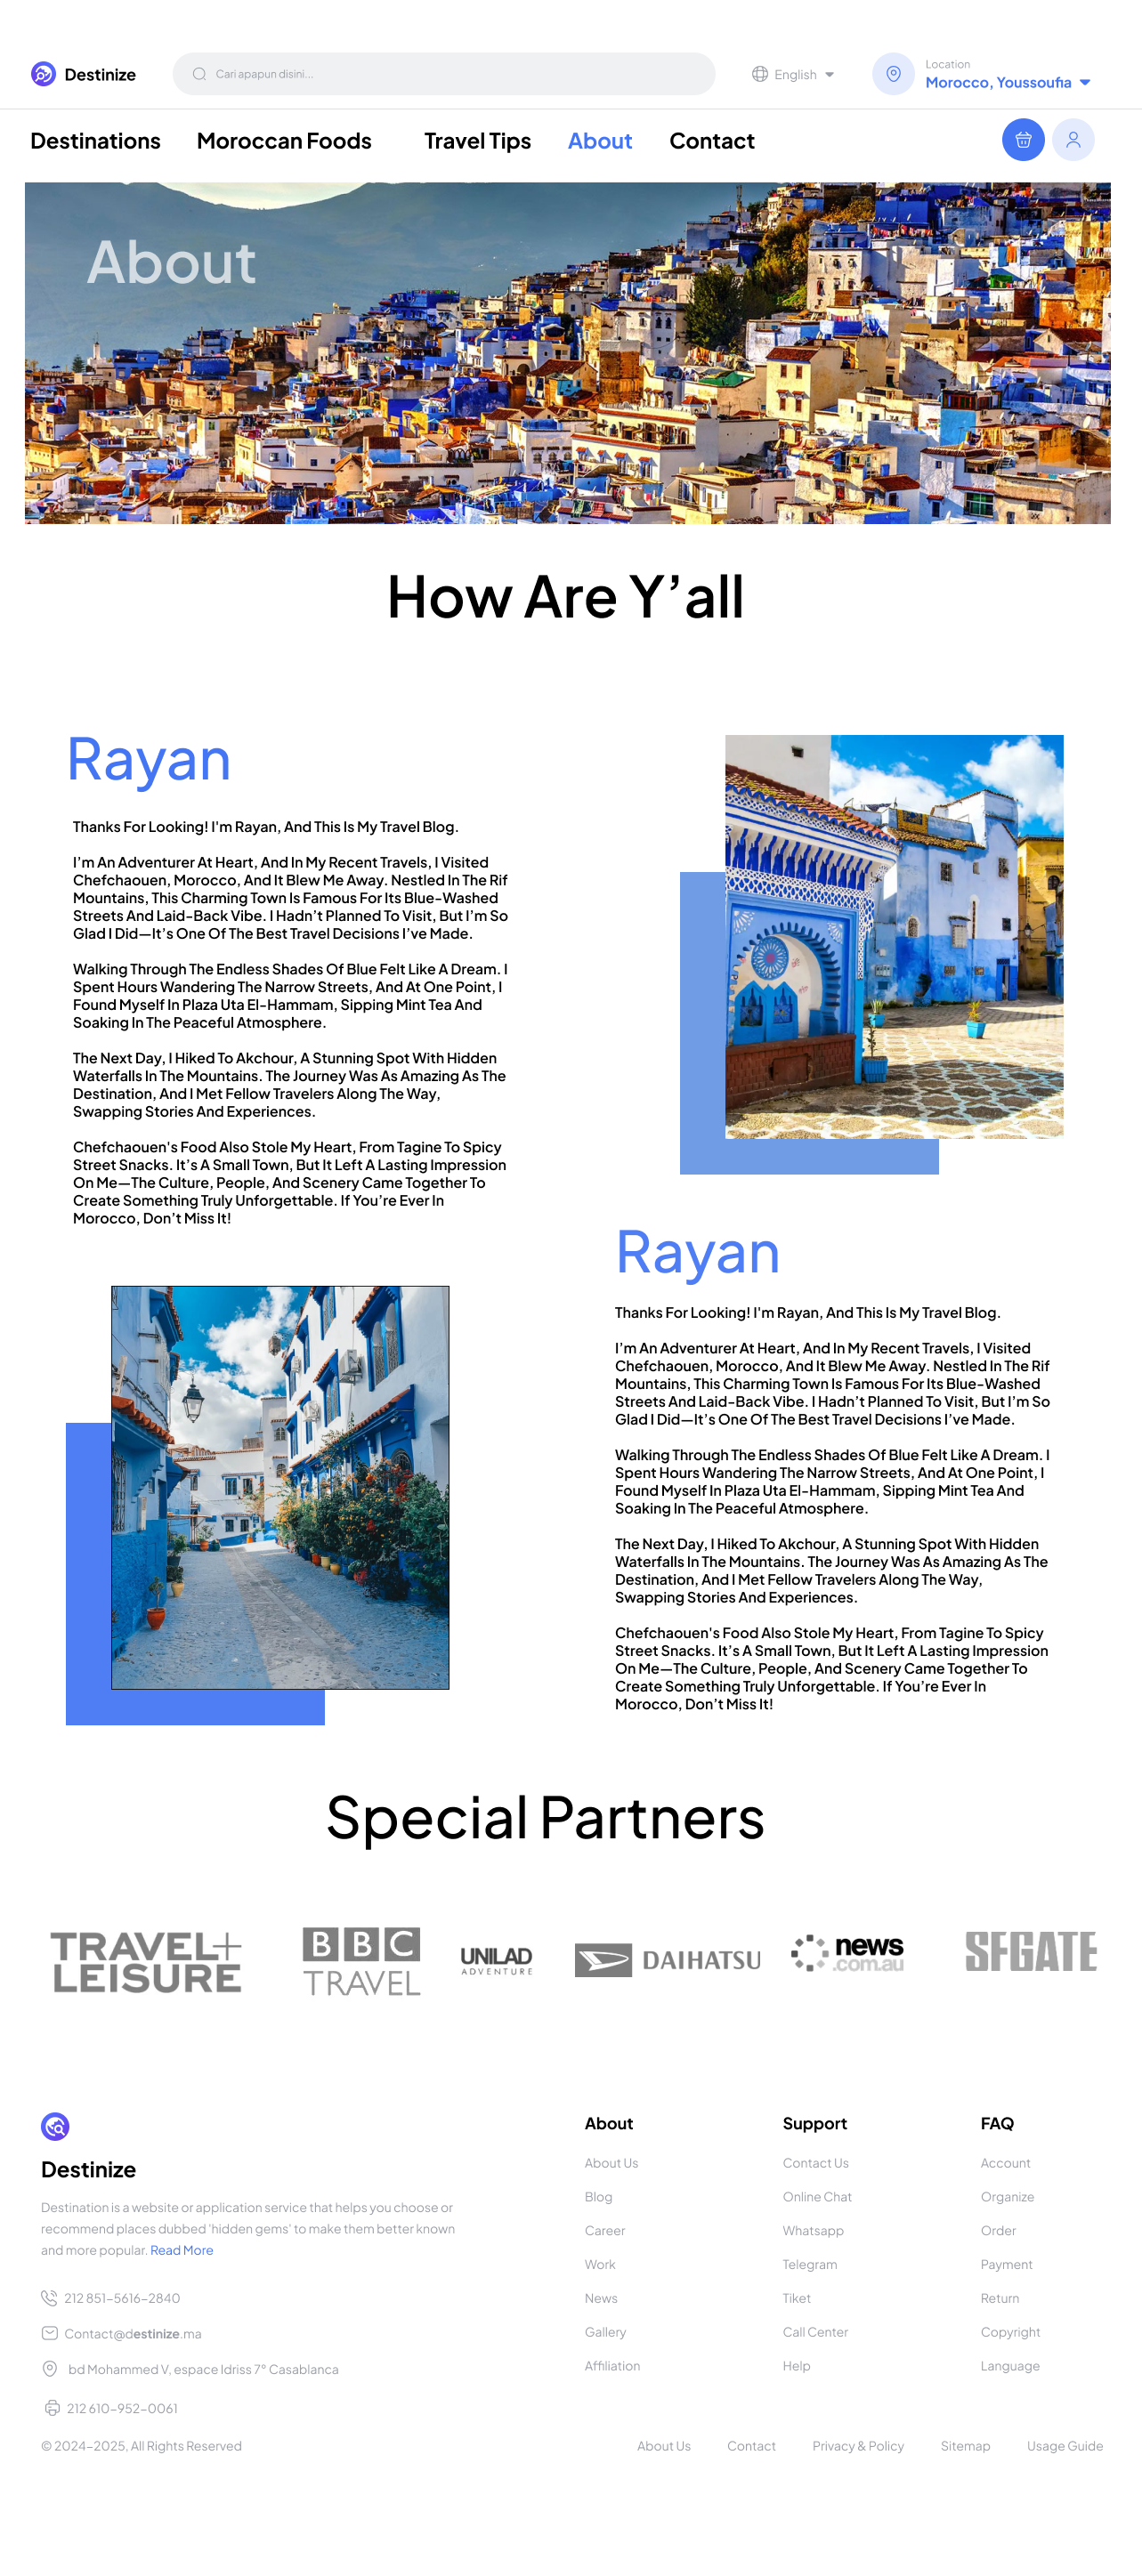 Destinize
Cari apapun disini...
English
Location
Morocco, Youssoufia
Destinations
Moroccan Foods
Travel Tips
About
Contact
About
How Are Y’all
Rayan
Thanks For Looking! I'm Rayan, And This Is My Travel Blog.
I’m An Adventurer At Heart, And In My Recent Travels, I Visited
Chefchaouen, Morocco, And It Blew Me Away. Nestled In The Rif
Mountains, This Charming Town Is Famous For Its Blue-Washed
Streets And Laid-Back Vibe. I Hadn’t Planned To Visit, But I’m So
Glad I Did—It’s One Of The Best Travel Decisions I’ve Made.
Walking Through The Endless Shades Of Blue Felt Like A Dream. I
Spent Hours Wandering The Narrow Streets, And At One Point, I
Found Myself In Plaza Uta El-Hammam, Sipping Mint Tea And
Soaking In The Peaceful Atmosphere.
The Next Day, I Hiked To Akchour, A Stunning Spot With Hidden
Waterfalls In The Mountains. The Journey Was As Amazing As The
Destination, And I Met Fellow Travelers Along The Way,
Swapping Stories And Experiences.
Chefchaouen's Food Also Stole My Heart, From Tagine To Spicy
Street Snacks. It’s A Small Town, But It Left A Lasting Impression
On Me—The Culture, People, And Scenery Came Together To
Create Something Truly Unforgettable. If You’re Ever In
Morocco, Don’t Miss It!
Rayan
Thanks For Looking! I'm Rayan, And This Is My Travel Blog.
I’m An Adventurer At Heart, And In My Recent Travels, I Visited
Chefchaouen, Morocco, And It Blew Me Away. Nestled In The Rif
Mountains, This Charming Town Is Famous For Its Blue-Washed
Streets And Laid-Back Vibe. I Hadn’t Planned To Visit, But I’m So
Glad I Did—It’s One Of The Best Travel Decisions I’ve Made.
Walking Through The Endless Shades Of Blue Felt Like A Dream. I
Spent Hours Wandering The Narrow Streets, And At One Point, I
Found Myself In Plaza Uta El-Hammam, Sipping Mint Tea And
Soaking In The Peaceful Atmosphere.
The Next Day, I Hiked To Akchour, A Stunning Spot With Hidden
Waterfalls In The Mountains. The Journey Was As Amazing As The
Destination, And I Met Fellow Travelers Along The Way,
Swapping Stories And Experiences.
Chefchaouen's Food Also Stole My Heart, From Tagine To Spicy
Street Snacks. It’s A Small Town, But It Left A Lasting Impression
On Me—The Culture, People, And Scenery Came Together To
Create Something Truly Unforgettable. If You’re Ever In
Morocco, Don’t Miss It!
Special Partners
TRAVEL+
LEISURE
BBC
TRAVEL
UNILAD
ADVENTURE
DAIHATSU
news
.com.au
SFGATE
Destinize
Destination is a website or application service that helps you choose or
recommend places dubbed 'hidden gems' to make them better known
and more popular. Read More
212 851-5616-2840
Contact@destinize.ma
bd Mohammed V, espace Idriss 7° Casablanca
212 610-952-0061
About
About Us
Blog
Career
Work
News
Gallery
Affiliation
Support
Contact Us
Online Chat
Whatsapp
Telegram
Tiket
Call Center
Help
FAQ
Account
Organize
Order
Payment
Return
Copyright
Language
© 2024-2025, All Rights Reserved
About Us
Contact
Privacy & Policy
Sitemap
Usage Guide